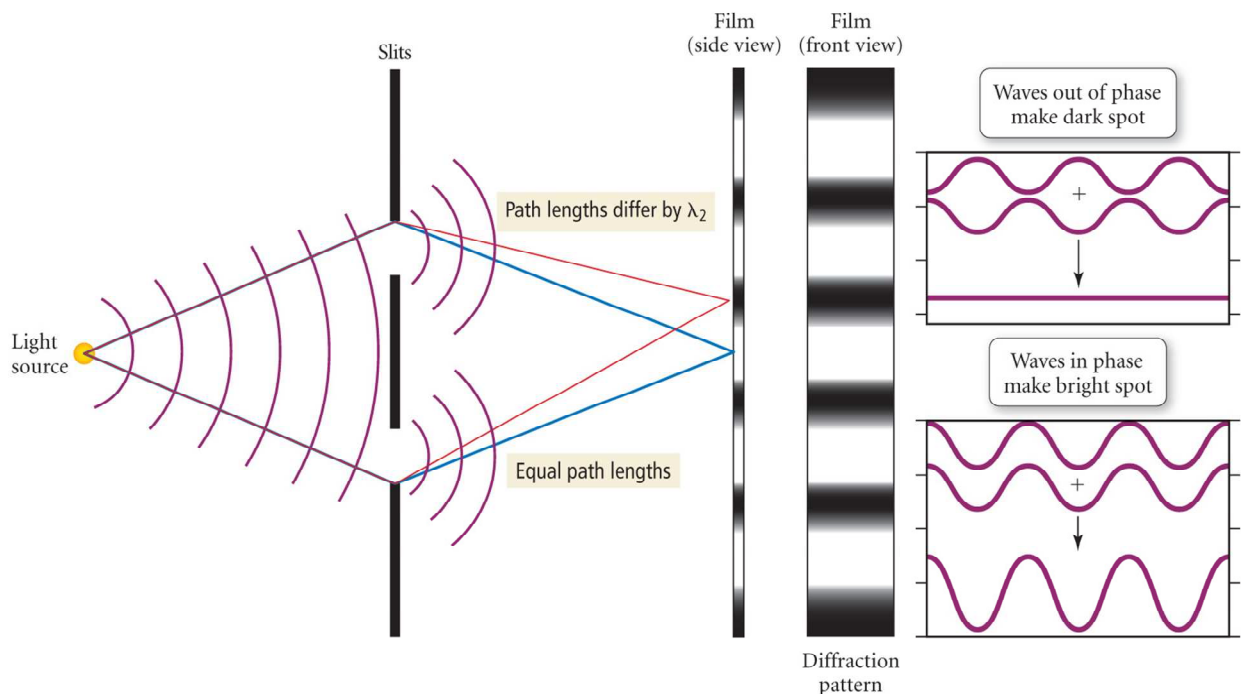 Slits
Film
(side view)
Film
(front view)
Waves out of phase
make dark spot
Path lengths differ by λ₂
+
Light
source
Waves in phase
make bright spot
Equal path lengths
+
Diffraction
pattern